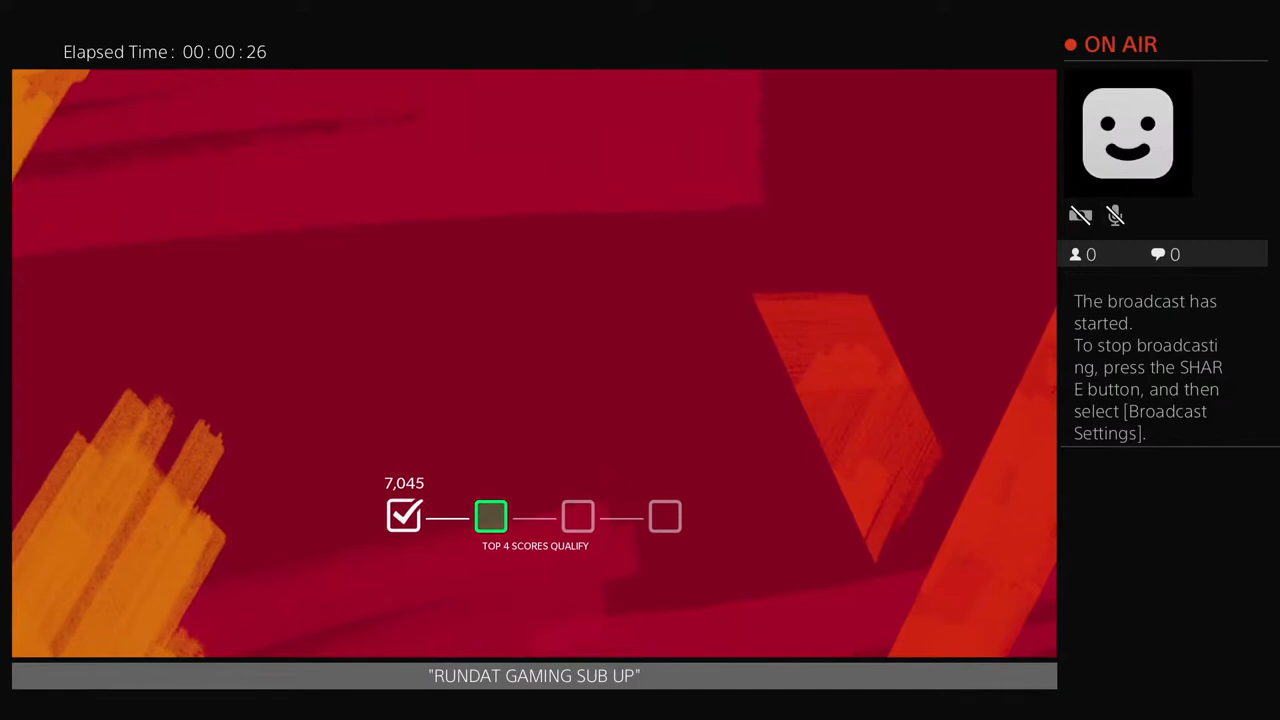 Elapsed Time: 00:00:26
ON AIR
0
0
The broadcast has
started.
To stop broadcasti
ng, press the SHAR
E button, and then
select [Broadcast
Settings].
7,045
TOP 4 SCORES QUALIFY
"RUNDAT GAMING SUB UP"